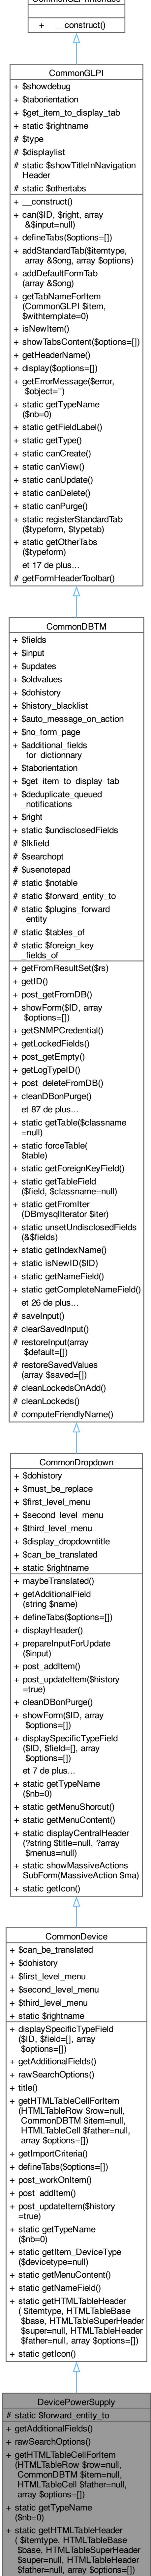 CommonGLPIInterface
+ __construct()
CommonGLPI
+ $showdebug
+ $taborientation
+ $get_item_to_display_tab
+ static $rightname
# $type
# $displaylist
# static $showTitleInNavigation
Header
# static $othertabs
+ __construct()
+ can($ID, $right, array
&&$input=null)
+ defineTabs($options=[])
+ addStandardTab($itemtype,
array &$ong, array $options)
+ addDefaultFormTab
(array &$ong)
+ getTabNameForItem
(CommonGLPI $item,
$withtemplate=0)
+ isNewItem()
+ showTabsContent($options=[])
+ getHeaderName()
+ display($options=[])
+ getErrorMessage($error,
$object='')
+ static getTypeName
($nb=0)
+ static getFieldLabel()
+ static getType()
+ static canCreate()
+ static canView()
+ static canUpdate()
+ static canDelete()
+ static canPurge()
+ static registerStandardTab
($typeform, $typetab)
+ static getOtherTabs
($typeform)
et 17 de plus...
# getFormHeaderToolbar()
CommonDBTM
+ $fields
+ $input
+ $updates
+ $oldvalues
+ $dohistory
+ $history_blacklist
+ $auto_message_on_action
+ $no_form_page
+ $additional_fields
_for_dictionnary
+ $taborientation
+ $get_item_to_display_tab
+ $deduplicate_queued
_notifications
+ $right
+ static $undisclosedFields
# $fkfield
# $searchopt
# $usenotepad
# static $notable
# static $forward_entity_to
# static $plugins_forward
_entity
# static $tables_of
# static $foreign_key
_fields_of
+ getFromResultSet($rs)
+ getID()
+ post_getFromDB()
+ showForm($ID, array
$options=[])
+ getSNMPCredential()
+ getLockedFields()
+ post_getEmpty()
+ getLogTypeID()
+ post_deleteFromDB()
+ cleanDBonPurge()
et 87 de plus...
+ static getTable($classname
=null)
+ static forceTable(
$table)
+ static getForeignKeyField()
+ static getTableField
($field, $classname=null)
+ static getFromIter
(DBmysqlIterator $iter)
+ static unsetUndisclosedFields
(&$fields)
+ static getIndexName()
+ static isNewID($ID)
+ static getNameField()
+ static getCompleteNameField()
et 26 de plus...
# saveInput()
# clearSavedInput()
# restoreInput(array
$default=[])
# restoreSavedValues
(array $saved=[])
# cleanLockedsOnAdd()
# cleanLockeds()
# computeFriendlyName()
CommonDropdown
+ $dohistory
+ $must_be_replace
+ $first_level_menu
+ $second_level_menu
+ $third_level_menu
+ $display_dropdowntitle
+ $can_be_translated
+ static $rightname
+ maybeTranslated()
+ getAdditionalField
(string $name)
+ defineTabs($options=[])
+ displayHeader()
+ prepareInputForUpdate
($input)
+ post_addItem()
+ post_updateItem($history
=true)
+ cleanDBonPurge()
+ showForm($ID, array
$options=[])
+ displaySpecificTypeField
($ID, $field=[], array
$options=[])
et 7 de plus...
+ static getTypeName
($nb=0)
+ static getMenuShorcut()
+ static getMenuContent()
+ static displayCentralHeader
(?string $title=null, ?array
$menus=null)
+ static showMassiveActions
SubForm(MassiveAction $ma)
+ static getIcon()
CommonDevice
+ $can_be_translated
+ $dohistory
+ $first_level_menu
+ $second_level_menu
+ $third_level_menu
+ static $rightname
+ displaySpecificTypeField
($ID, $field=[], array
$options=[])
+ getAdditionalFields()
+ rawSearchOptions()
+ title()
+ getHTMLTableCellForItem
(HTMLTableRow $row=null,
CommonDBTM $item=null,
HTMLTableCell $father=null,
array $options=[])
+ getImportCriteria()
+ defineTabs($options=[])
+ post_workOnItem()
+ post_addItem()
+ post_updateItem($history
=true)
+ static getTypeName
($nb=0)
+ static getItem_DeviceType
($devicetype=null)
+ static getMenuContent()
+ static getNameField()
+ static getHTMLTableHeader
( $itemtype, HTMLTableBase
$base, HTMLTableSuperHeader
$super=null, HTMLTableHeader
$father=null, array $options=[])
+ static getIcon()
DevicePowerSupply
# static $forward_entity_to
+ getAdditionalFields()
+ rawSearchOptions()
+ getHTMLTableCellForItem
(HTMLTableRow $row=null,
CommonDBTM $item=null,
HTMLTableCell $father=null,
array $options=[])
+ static getTypeName
($nb=0)
+ static getHTMLTableHeader
( $itemtype, HTMLTableBase
$base, HTMLTableSuperHeader
$super=null, HTMLTableHeader
$father=null, array $options=[])